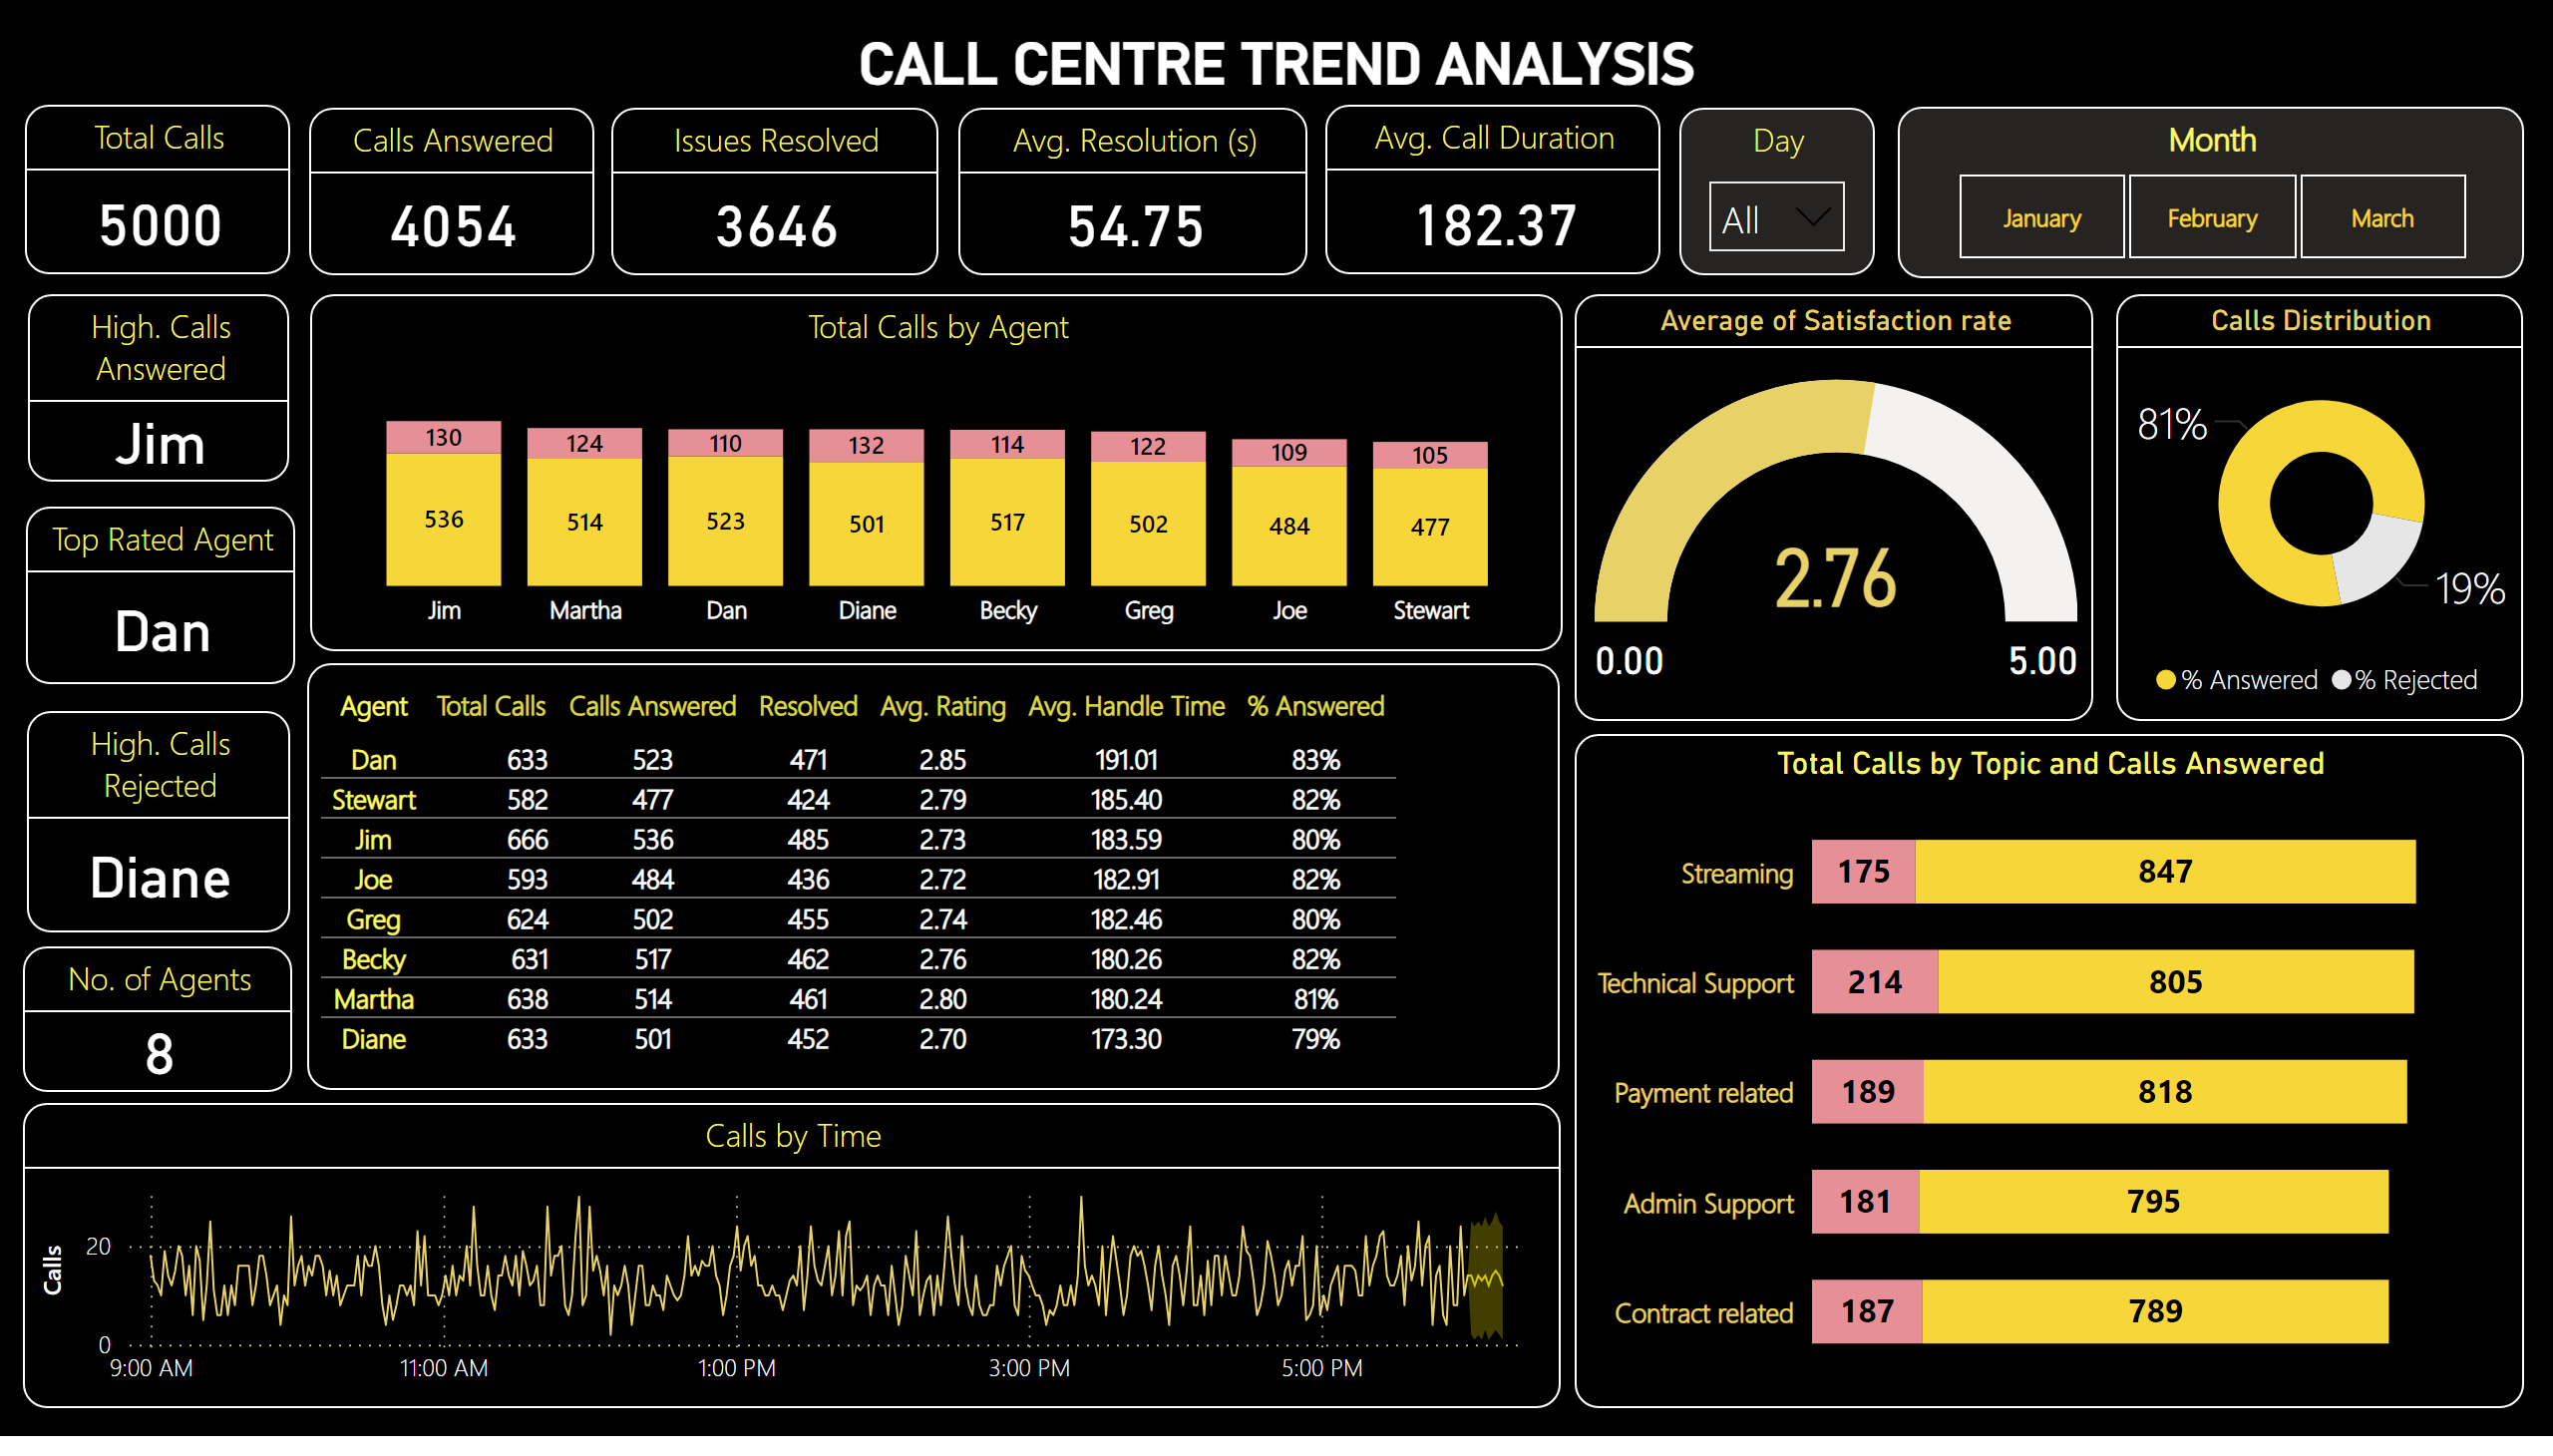 CALL CENTRE TREND ANALYSIS
Total Calls
5000
Calls Answered
4054
Issues Resolved
3646
Avg. Resolution (s)
54.75
Avg. Call Duration
182.37
Day
All
Month
January February March
High. Calls
Answered
Jim
Top Rated Agent
Dan
High. Calls
Rejected
Diane
No. of Agents
8
Total Calls by Agent
130 124 110 132 114 122 109 105
536 514 523 501 517 502 484 477
Jim Martha Dan Diane Becky Greg Joe Stewart
Average of Satisfaction rate
2.76
0.00 5.00
Calls Distribution
81%
19%
% Answered % Rejected
Agent Total Calls Calls Answered Resolved Avg. Rating Avg. Handle Time % Answered
Dan 633 523 471 2.85 191.01 83%
Stewart 582 477 424 2.79 185.40 82%
Jim 666 536 485 2.73 183.59 80%
Joe 593 484 436 2.72 182.91 82%
Greg 624 502 455 2.74 182.46 80%
Becky 631 517 462 2.76 180.26 82%
Martha 638 514 461 2.80 180.24 81%
Diane 633 501 452 2.70 173.30 79%
Total Calls by Topic and Calls Answered
Streaming 175 847
Technical Support 214 805
Payment related 189 818
Admin Support 181 795
Contract related 187 789
Calls by Time
Calls
20
0
9:00 AM 11:00 AM 1:00 PM 3:00 PM 5:00 PM